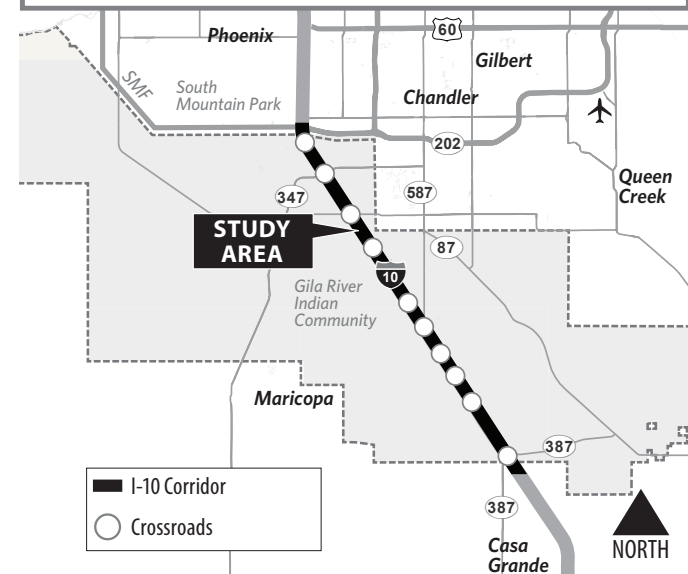 60
Phoenix
Gilbert
SMF
South
Mountain Park
Chandler
202
Queen
Creek
347
587
STUDY
AREA
87
10
Gila River
Indian
Community
Maricopa
387
I-10 Corridor
Crossroads
387
NORTH
Casa
Grande